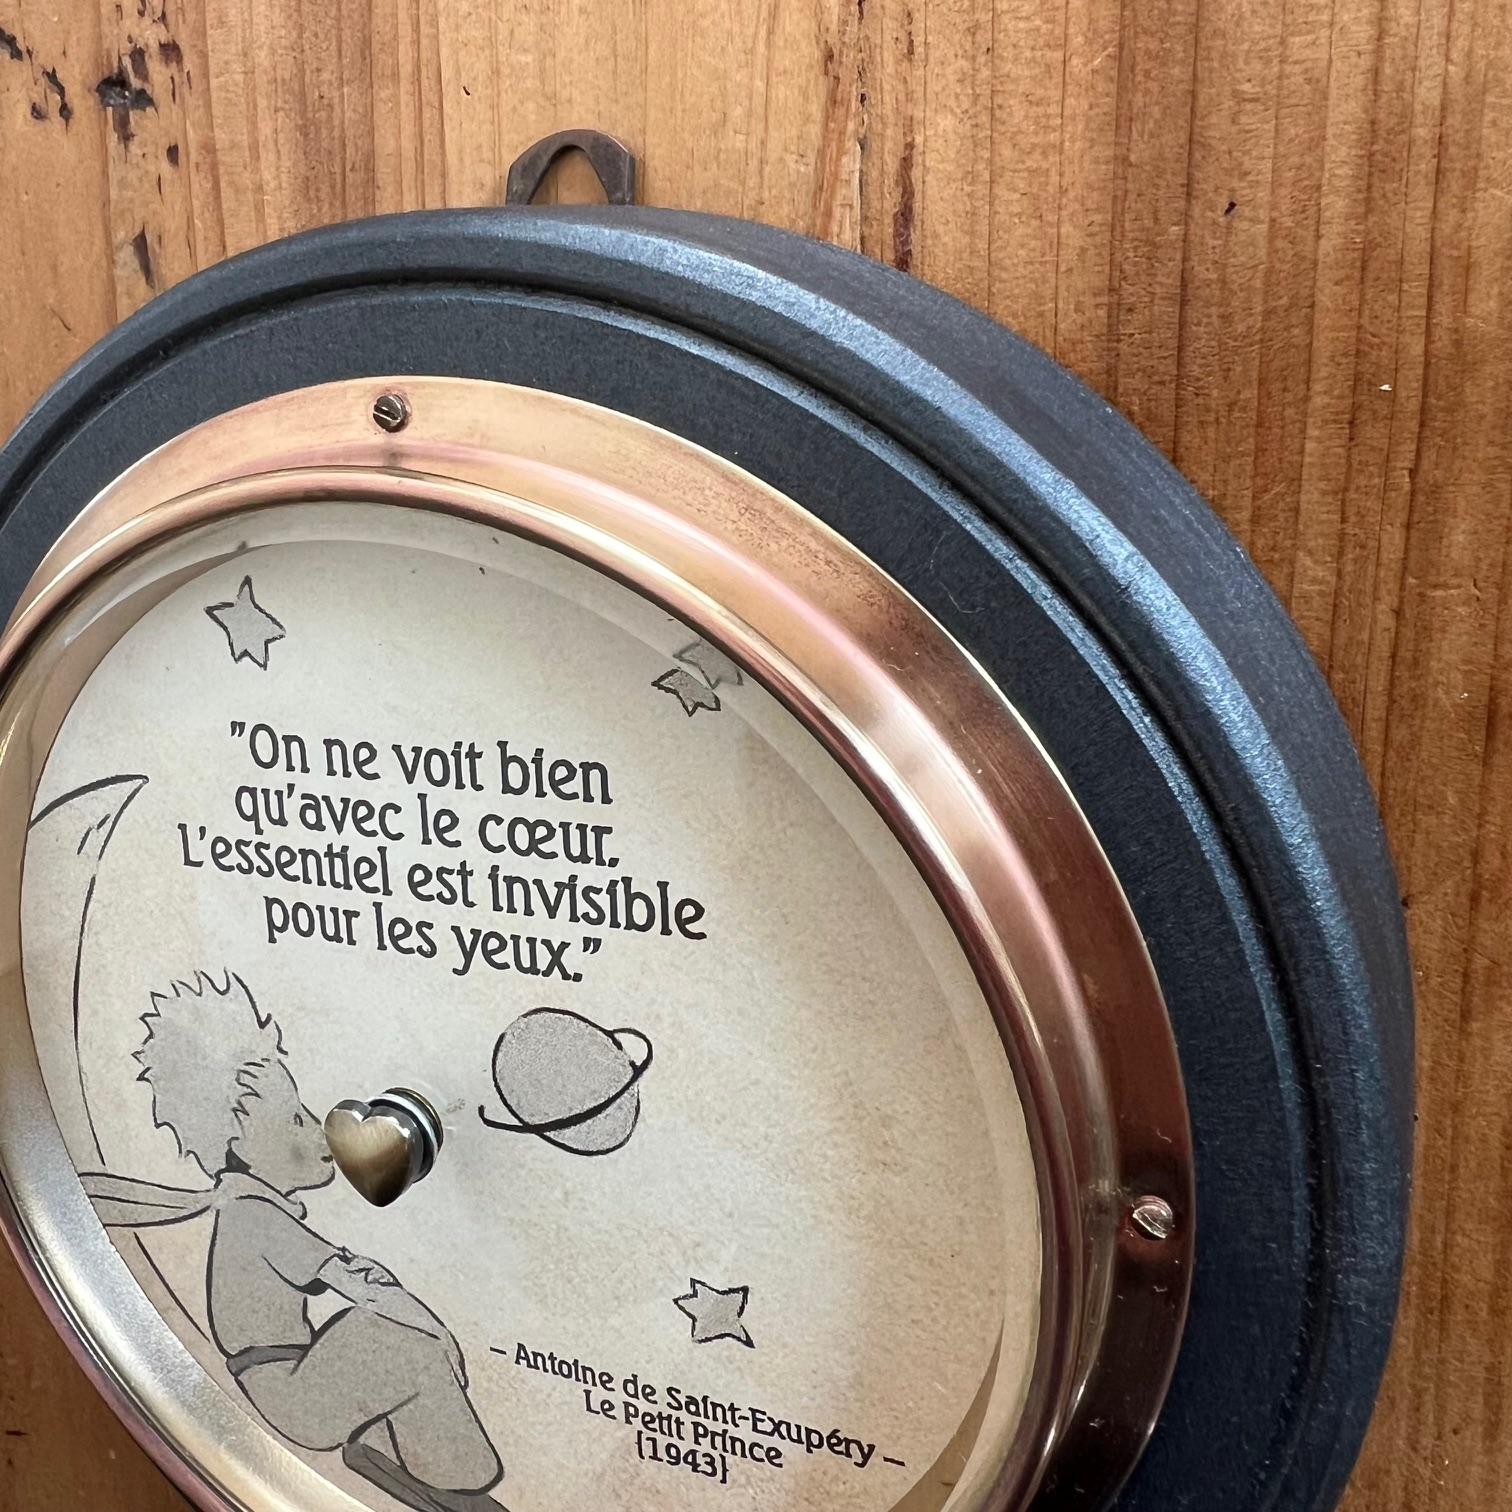 "On ne voit bien
qu'avec le cœur.
L'essentiel est invisible
pour les yeux."
– Antoine de Saint-Exupéry –
Le Petit Prince
(1943)